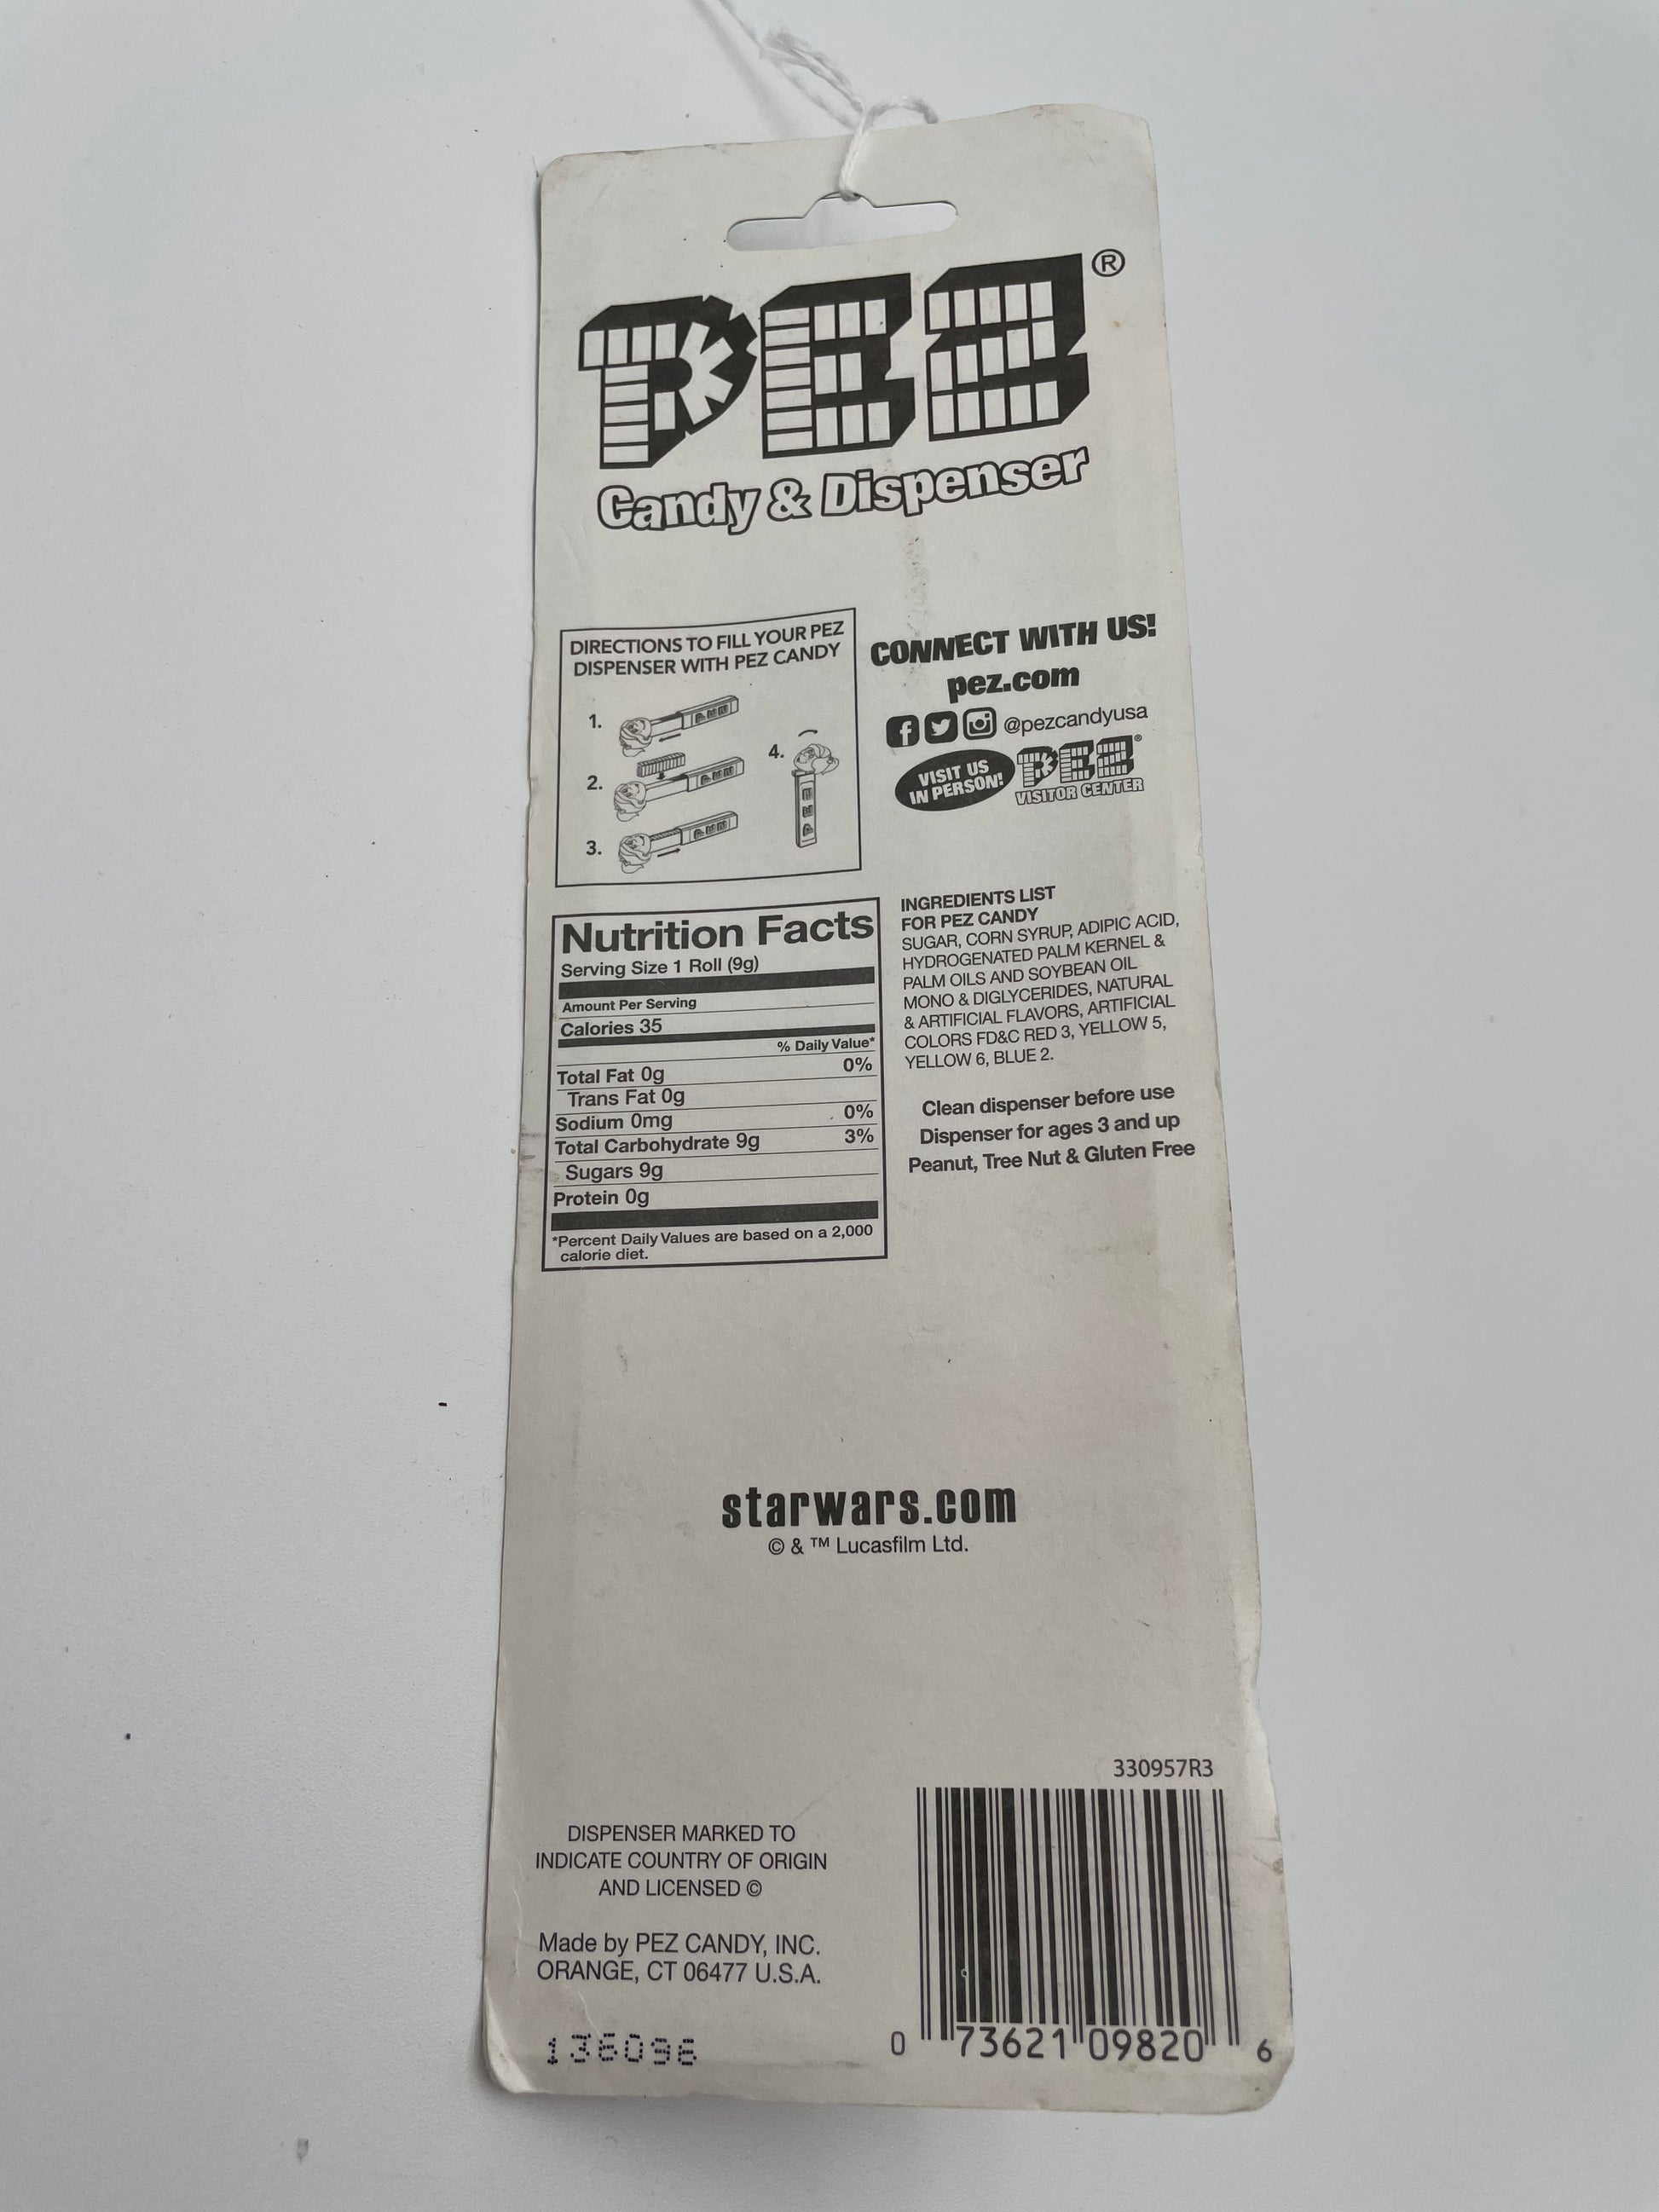 PEZ®
Candy & Dispenser
DIRECTIONS TO FILL YOUR PEZ
DISPENSER WITH PEZ CANDY
1.
2.
3.
4.
CONNECT WITH US!
pez.com
@pezcandyusa
VISIT US
IN PERSON!
PEZ®
VISITOR CENTER
Nutrition Facts
Serving Size 1 Roll (9g)
Amount Per Serving
Calories 35
% Daily Value*
Total Fat 0g 0%
Trans Fat 0g
Sodium 0mg 0%
Total Carbohydrate 9g 3%
Sugars 9g
Protein 0g
*Percent Daily Values are based on a 2,000
calorie diet.
INGREDIENTS LIST
FOR PEZ CANDY
SUGAR, CORN SYRUP, ADIPIC ACID,
HYDROGENATED PALM KERNEL &
PALM OILS AND SOYBEAN OIL
MONO & DIGLYCERIDES, NATURAL
& ARTIFICIAL FLAVORS, ARTIFICIAL
COLORS FD&C RED 3, YELLOW 5,
YELLOW 6, BLUE 2.
Clean dispenser before use
Dispenser for ages 3 and up
Peanut, Tree Nut & Gluten Free
starwars.com
© & ™ Lucasfilm Ltd.
DISPENSER MARKED TO
INDICATE COUNTRY OF ORIGIN
AND LICENSED ©
Made by PEZ CANDY, INC.
ORANGE, CT 06477 U.S.A.
136096
330957R3
0 73621 09820 6